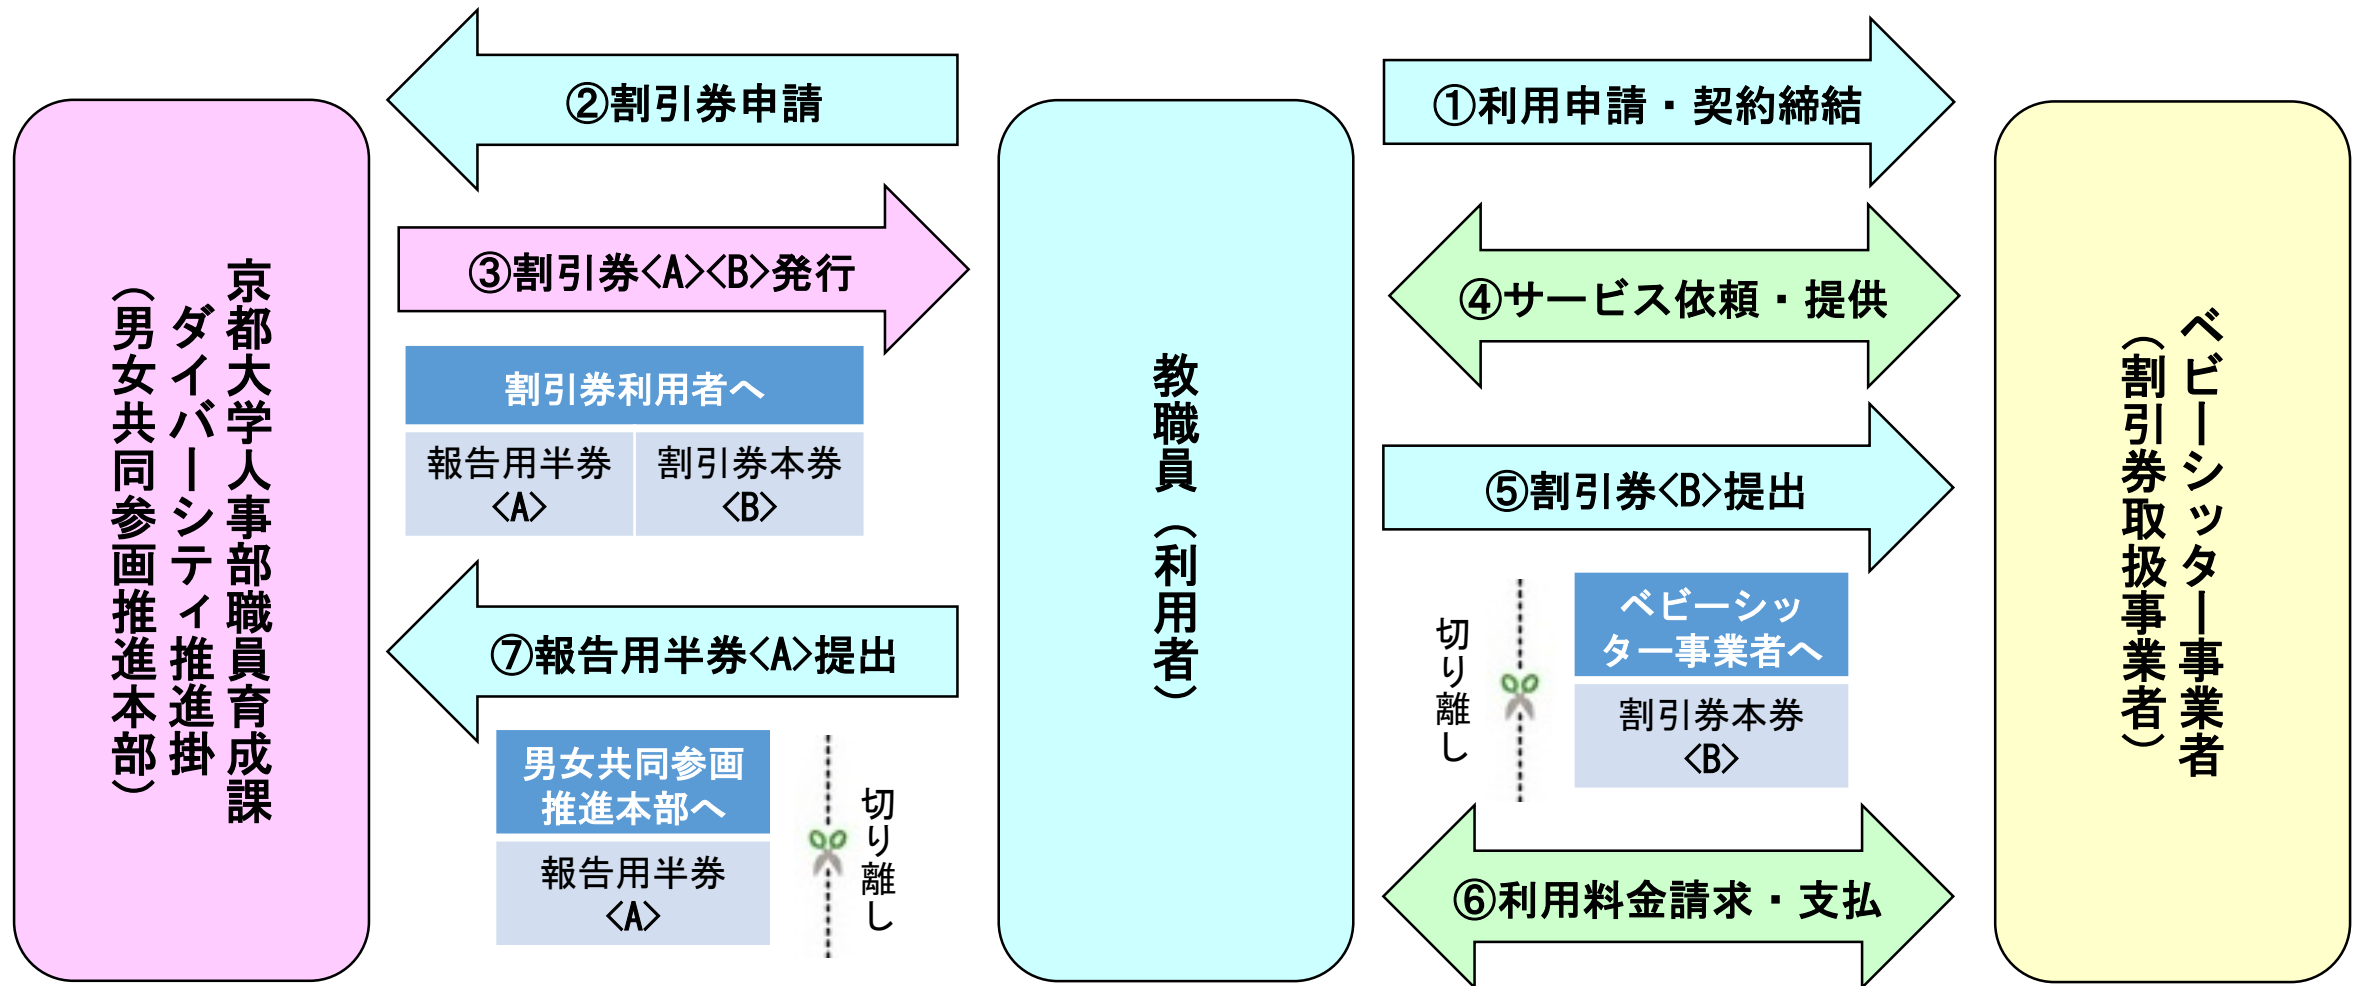 京都大学人事部職員育成課
ダイバーシティ推進掛
（男女共同参画推進本部）
②割引券申請
③割引券<A><B>発行
割引券利用者へ
報告用半券
<A>
割引券本券
<B>
⑦報告用半券<A>提出
男女共同参画
推進本部へ
報告用半券
<A>
切り離し
教職員（利用者）
①利用申請・契約締結
④サービス依頼・提供
⑤割引券<B>提出
切り離し
ベビーシッ
ター事業者へ
割引券本券
<B>
⑥利用料金請求・支払
ベビーシッター事業者
（割引券取扱事業者）